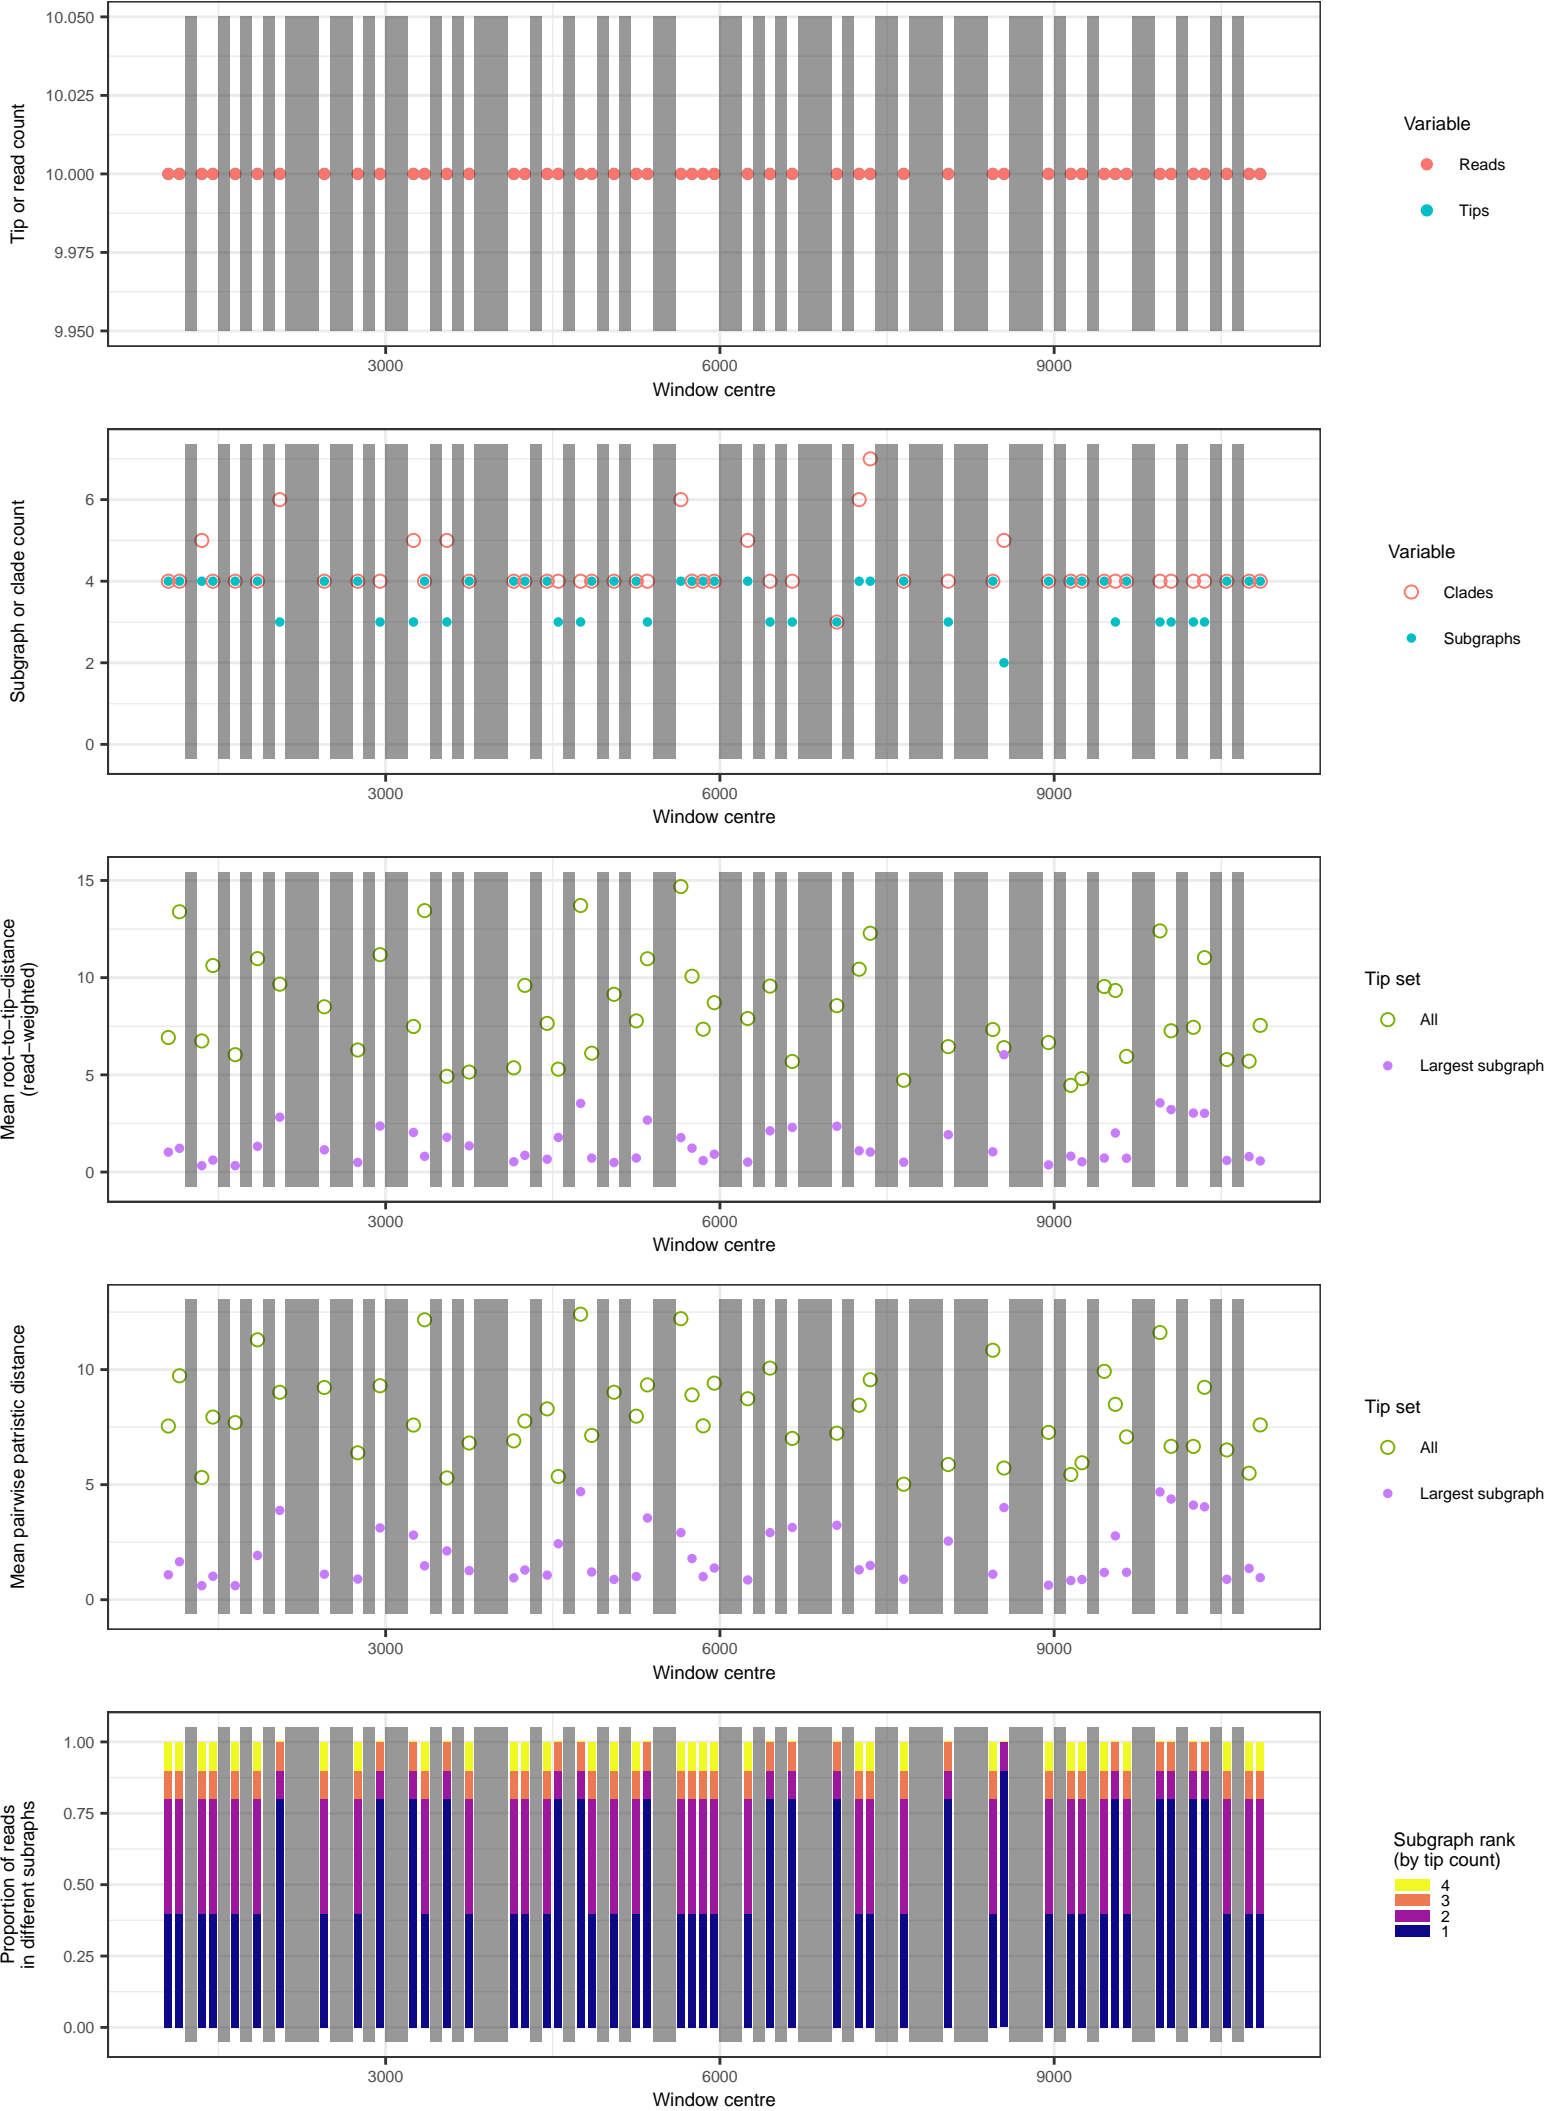 10.050
10.025
10.000
9.975
9.950
Tip or read count
3000
6000
9000
Window centre
Variable
Reads
Tips
6
4
2
0
Subgraph or clade count
3000
6000
9000
Window centre
Variable
Clades
Subgraphs
15
10
5
0
Mean root−to−tip−distance
(read−weighted)
3000
6000
9000
Window centre
Tip set
All
Largest subgraph
10
5
0
Mean pairwise patristic distance
3000
6000
9000
Window centre
Tip set
All
Largest subgraph
1.00
0.75
0.50
0.25
0.00
Proportion of reads
in different subraphs
3000
6000
9000
Window centre
Subgraph rank
(by tip count)
4
3
2
1